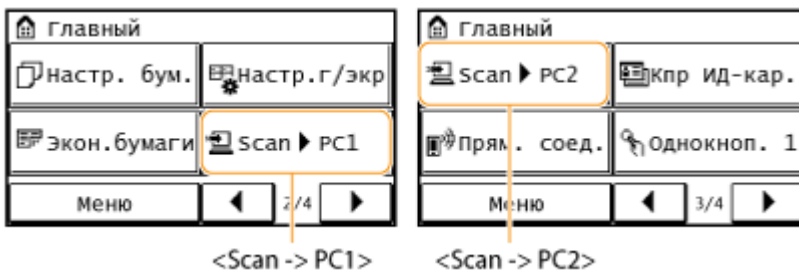 Главный
Настр. бум. Настр.г/экр
Экон.бумаги Scan ▶ PC1
Меню ◀ 2/4 ▶
<Scan -> PC1>
Главный
Scan ▶ PC2 Кпр ИД-кар.
Прям. соед. Однокноп. 1
Меню ◀ 3/4 ▶
<Scan -> PC2>